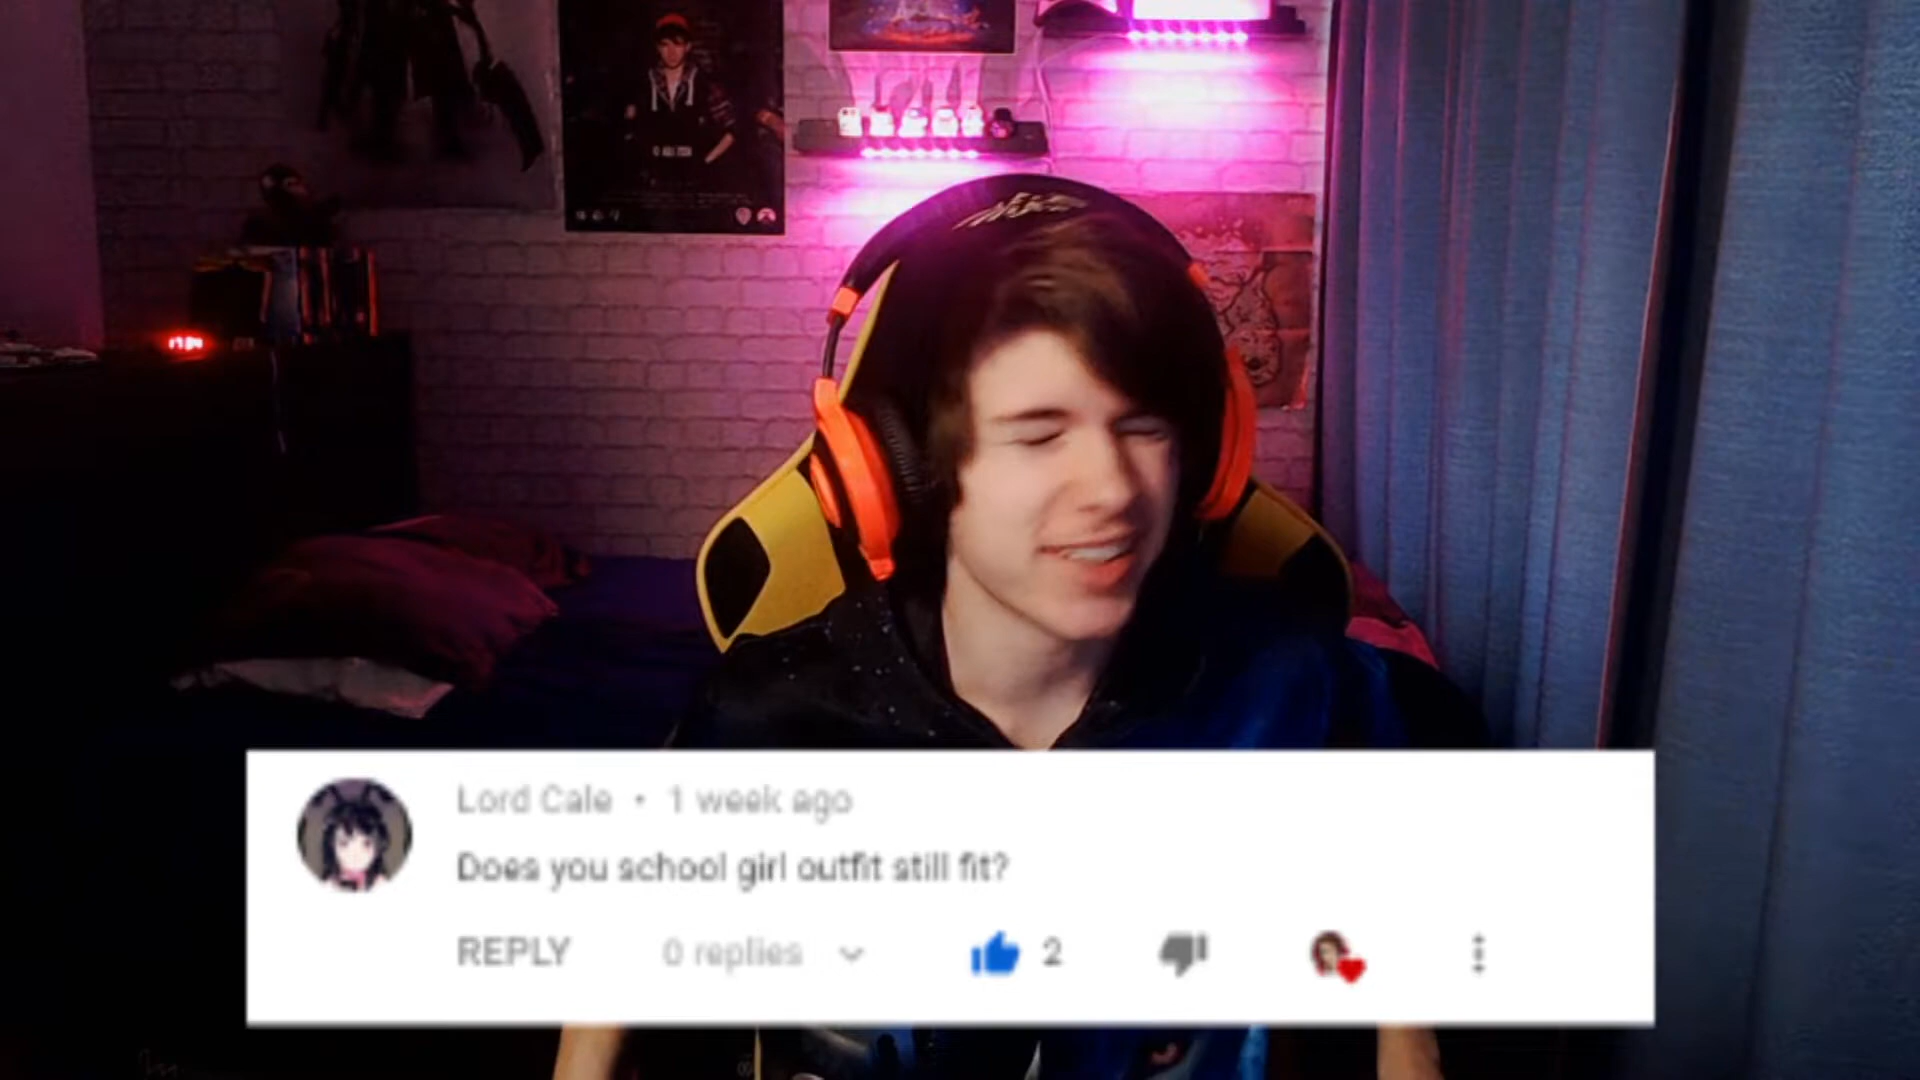 Lord Cale • 1 week ago
Does you school girl outfit still fit?
REPLY 0 replies 2